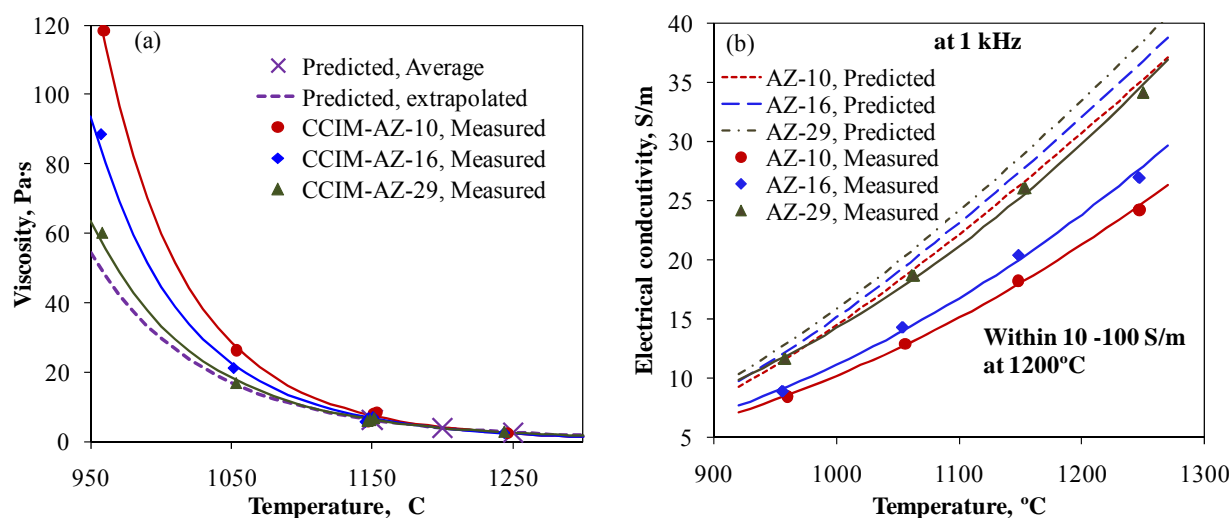 (a)
120
100
80
60
40
20
0
Viscosity, Pa·s
Predicted, Average
Predicted, extrapolated
CCIM-AZ-10, Measured
CCIM-AZ-16, Measured
CCIM-AZ-29, Measured
950
1050
1150
1250
Temperature, C
(b)
at 1 kHz
40
35
30
25
20
15
10
5
Electrical condcutivity, S/m
AZ-10, Predicted
AZ-16, Predicted
AZ-29, Predicted
AZ-10, Measured
AZ-16, Measured
AZ-29, Measured
Within 10 -100 S/m
at 1200ºC
900
1000
1100
1200
1300
Temperature, ºC